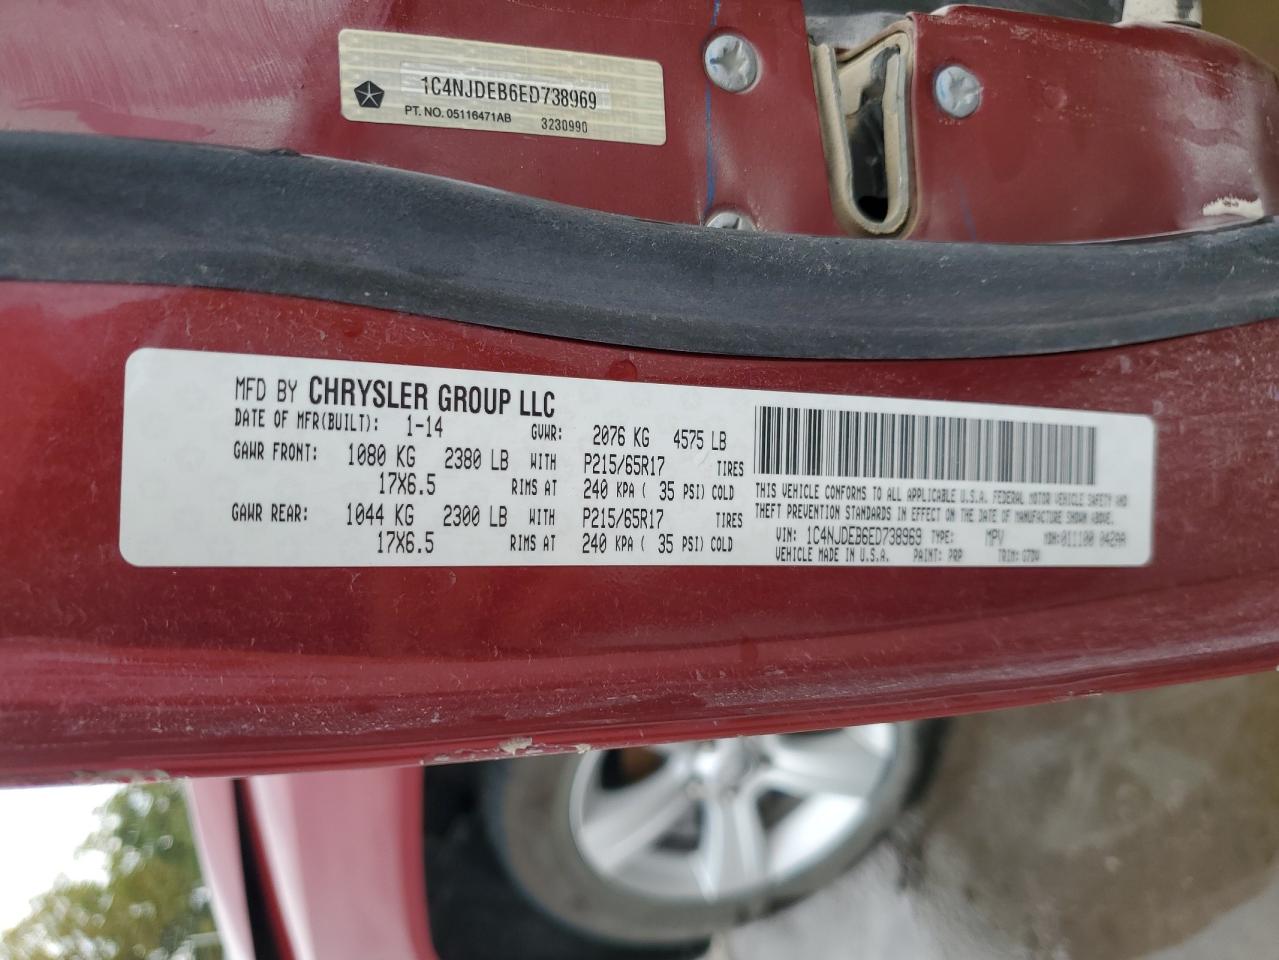 1C4NJDEB6ED738969
PT. NO. 05116471AB 3230990
MFD BY CHRYSLER GROUP LLC
DATE OF MFR(BUILT): 1-14 GVWR: 2076 KG 4575 LB
GAWR FRONT: 1080 KG 2380 LB WITH P215/65R17 TIRES
17X6.5 RIMS AT 240 KPA ( 35 PSI) COLD
GAWR REAR: 1044 KG 2300 LB WITH P215/65R17 TIRES
17X6.5 RIMS AT 240 KPA ( 35 PSI) COLD
THIS VEHICLE CONFORMS TO ALL APPLICABLE U.S.A. FEDERAL MOTOR VEHICLE SAFETY AND
THEFT PREVENTION STANDARDS IN EFFECT ON THE DATE OF MANUFACTURE SHOWN ABOVE.
VIN: 1C4NJDEB6ED738969 TYPE: MPV MDH:011100 042AA
VEHICLE MADE IN U.S.A. PAINT: PRP TRIM: